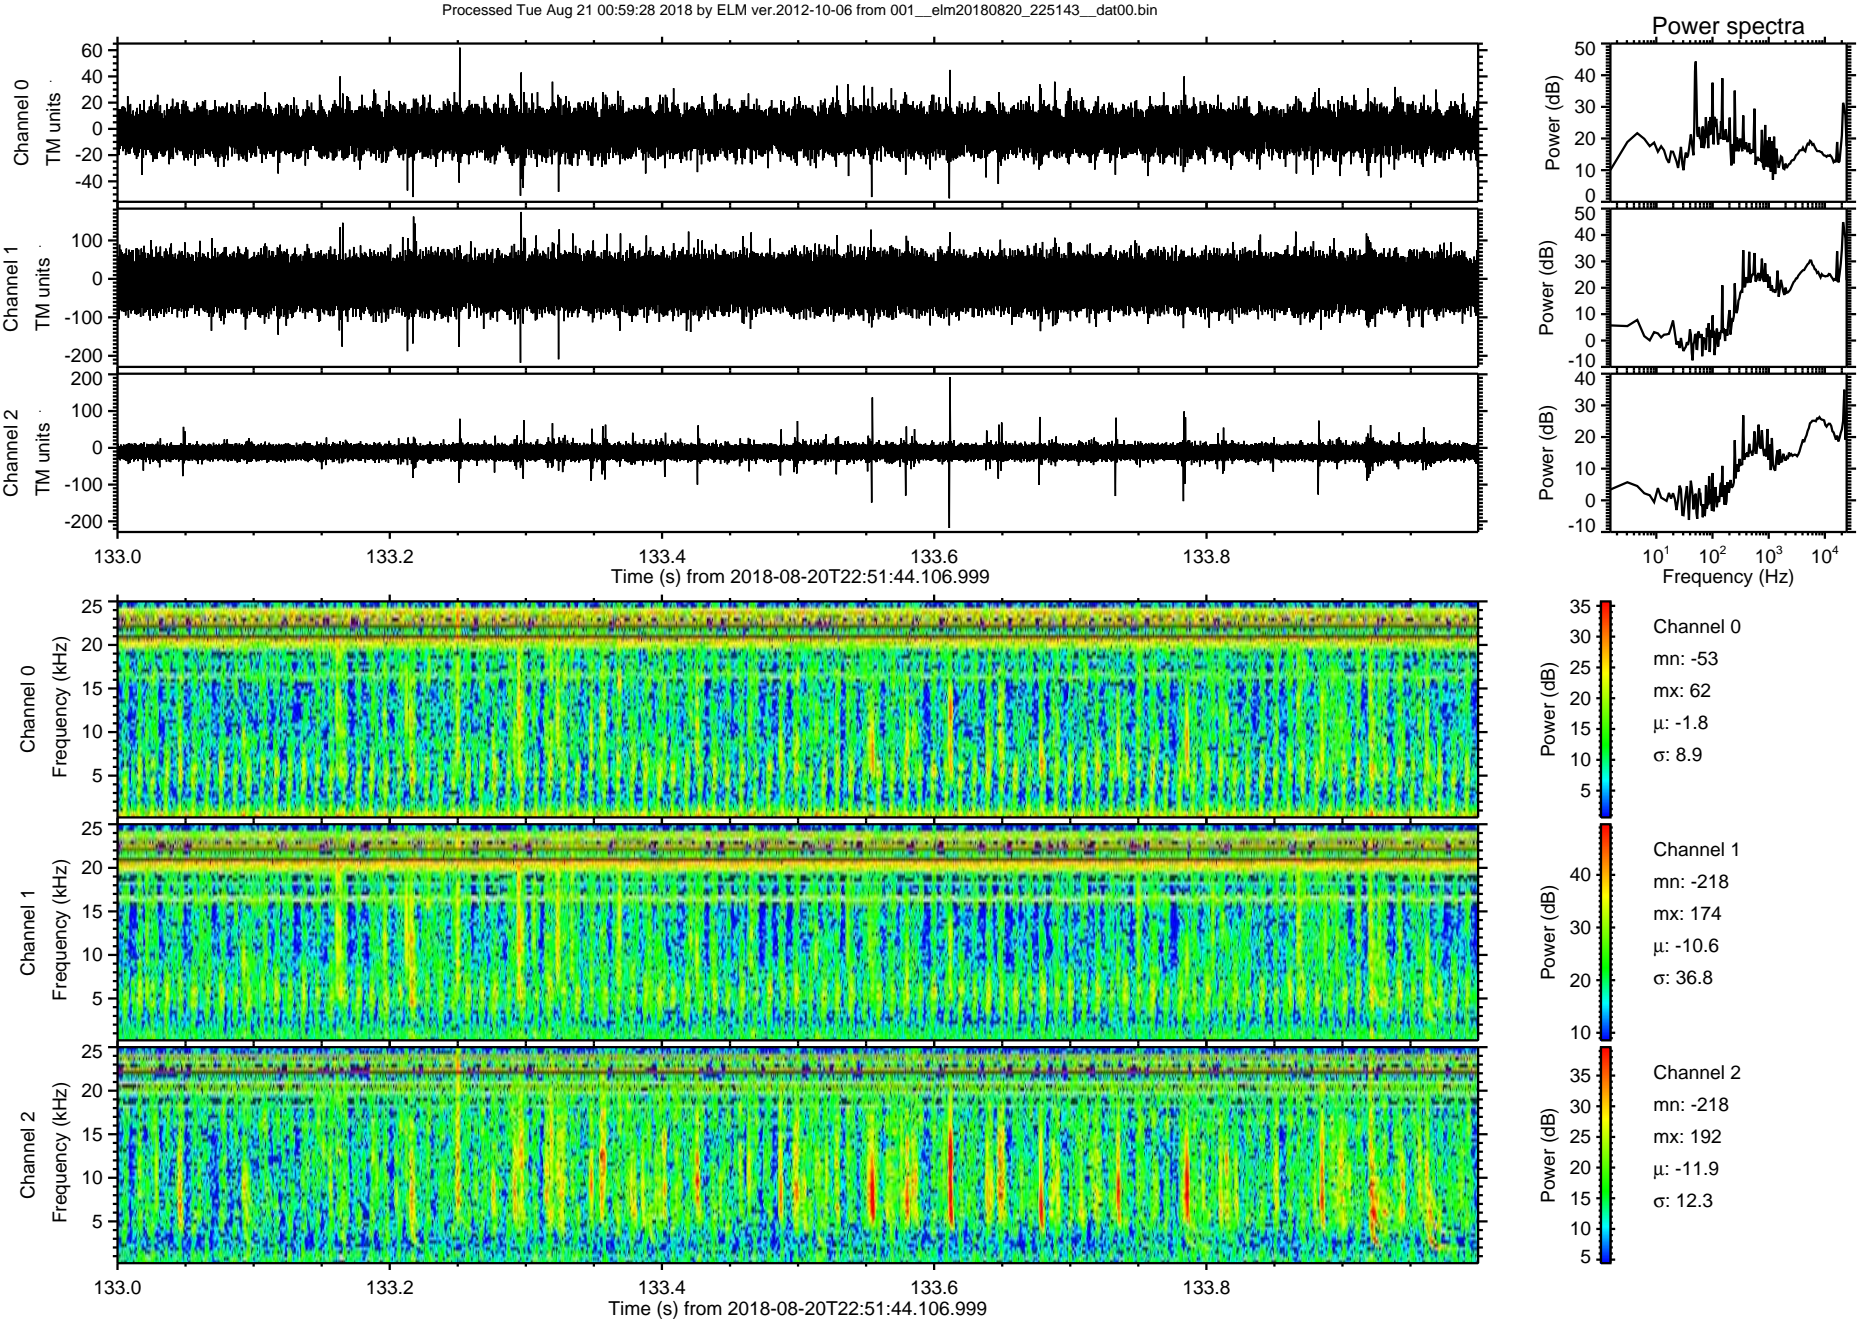 Processed Tue Aug 21 00:59:28 2018 by ELM ver.2012-10-06 from 001__elm20180820_225143__dat00.bin
Power spectra
Channel 0
TM units
60
40
20
0
-20
-40
Power (dB)
50
40
30
20
10
0
Channel 1
TM units
100
0
-100
-200
Power (dB)
50
40
30
20
10
0
-10
Channel 2
TM units
200
100
0
-100
-200
Power (dB)
40
30
20
10
0
-10
133.0 133.2 133.4 133.6 133.8
Time (s) from 2018-08-20T22:51:44.106.999
10^1 10^2 10^3 10^4
Frequency (Hz)
Channel 0
Frequency (kHz)
25
20
15
10
5
Power (dB)
35
30
25
20
15
10
5
Channel 0
mn: -53
mx: 62
μ: -1.8
σ: 8.9
Channel 1
Frequency (kHz)
25
20
15
10
5
Power (dB)
40
30
20
10
Channel 1
mn: -218
mx: 174
μ: -10.6
σ: 36.8
Channel 2
Frequency (kHz)
25
20
15
10
5
Power (dB)
35
30
25
20
15
10
5
Channel 2
mn: -218
mx: 192
μ: -11.9
σ: 12.3
133.0 133.2 133.4 133.6 133.8
Time (s) from 2018-08-20T22:51:44.106.999